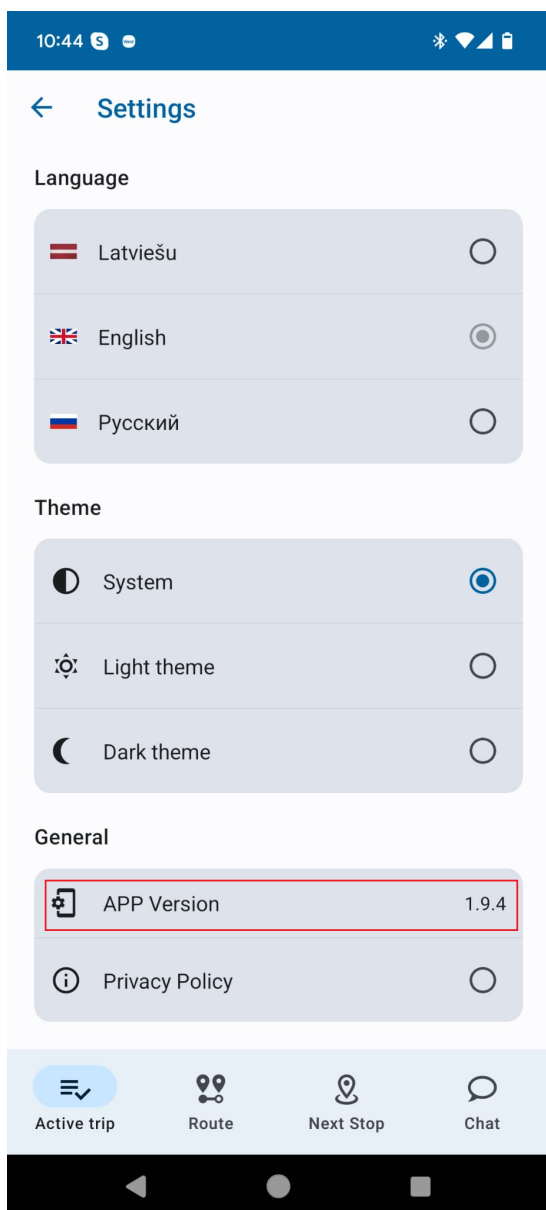 10:44
Settings
Language
Latviešu
English
Русский
Theme
System
Light theme
Dark theme
General
APP Version 1.9.4
Privacy Policy
Active trip Route Next Stop Chat